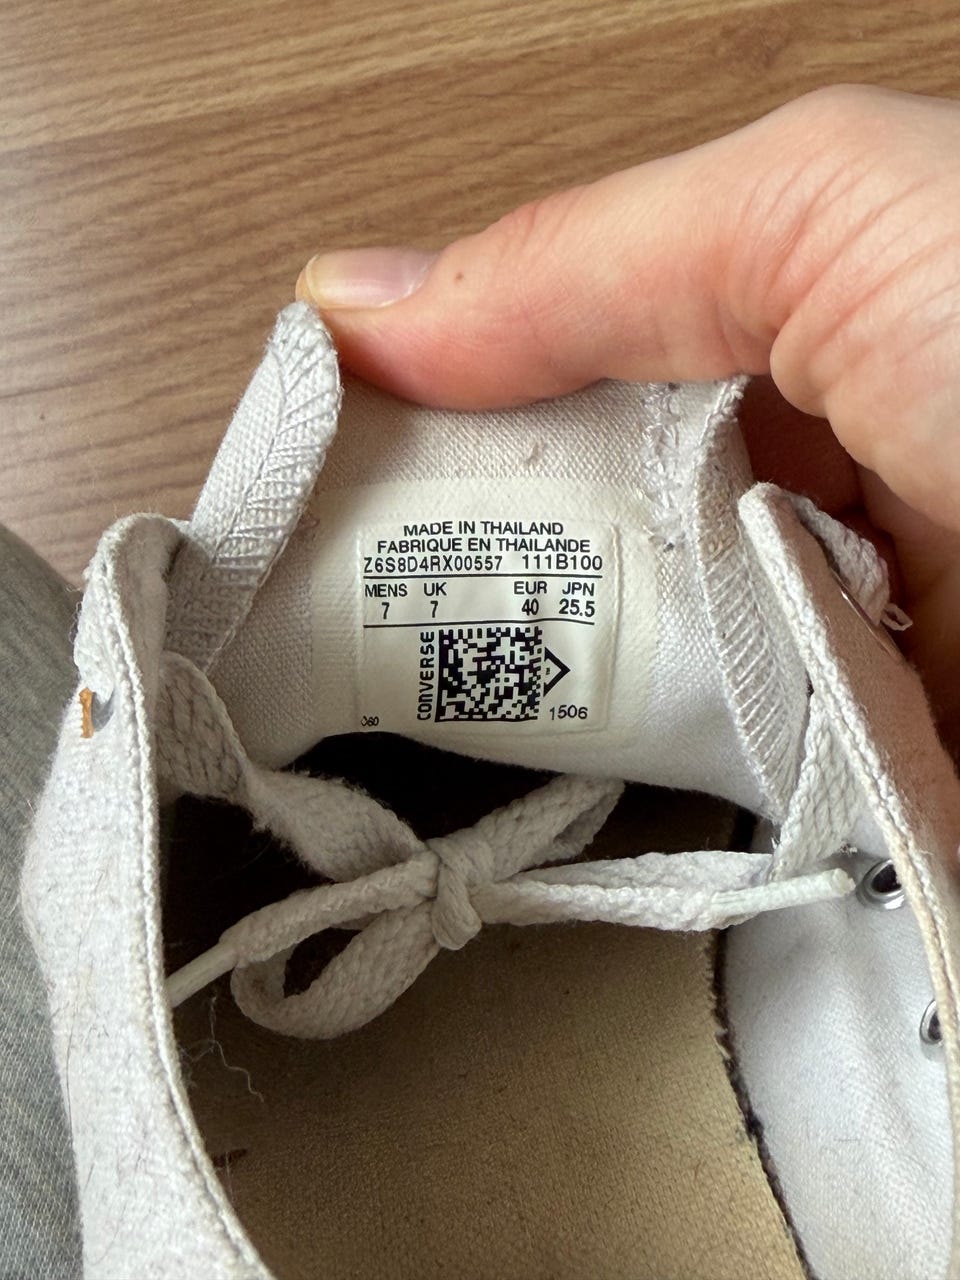 MADE IN THAILAND
FABRIQUE EN THAILANDE
Z6S8D4RX00557 111B100
MENS UK EUR JPN
7 7 40 25.5
CONVERSE
1506